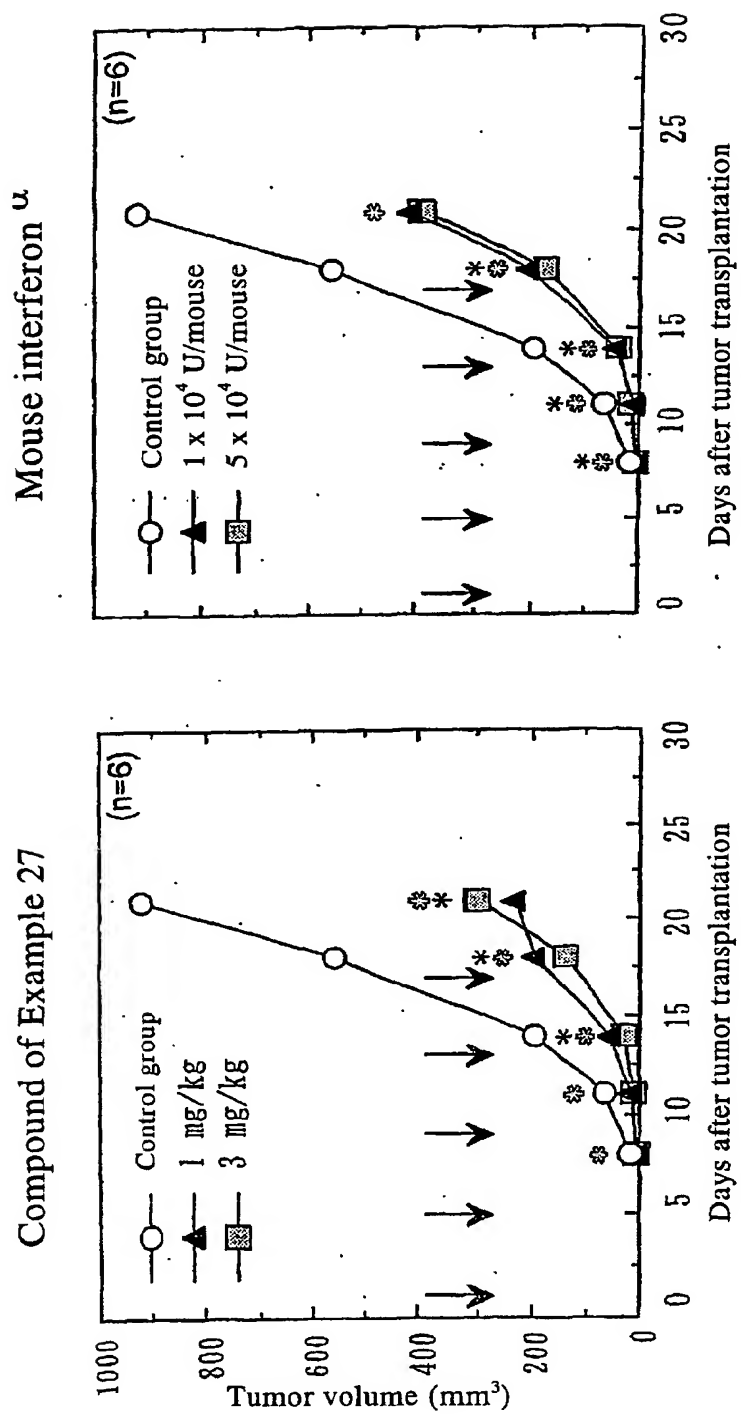 Compound of Example 27
Control group
1 mg/kg
3 mg/kg
(n=6)
Tumor volume (mm³)
1000
800
600
400
200
0
0 5 10 15 20 25 30
Days after tumor transplantation
Mouse interferon α
Control group
1 x 10⁴ U/mouse
5 x 10⁴ U/mouse
(n=6)
0 5 10 15 20 25 30
Days after tumor transplantation